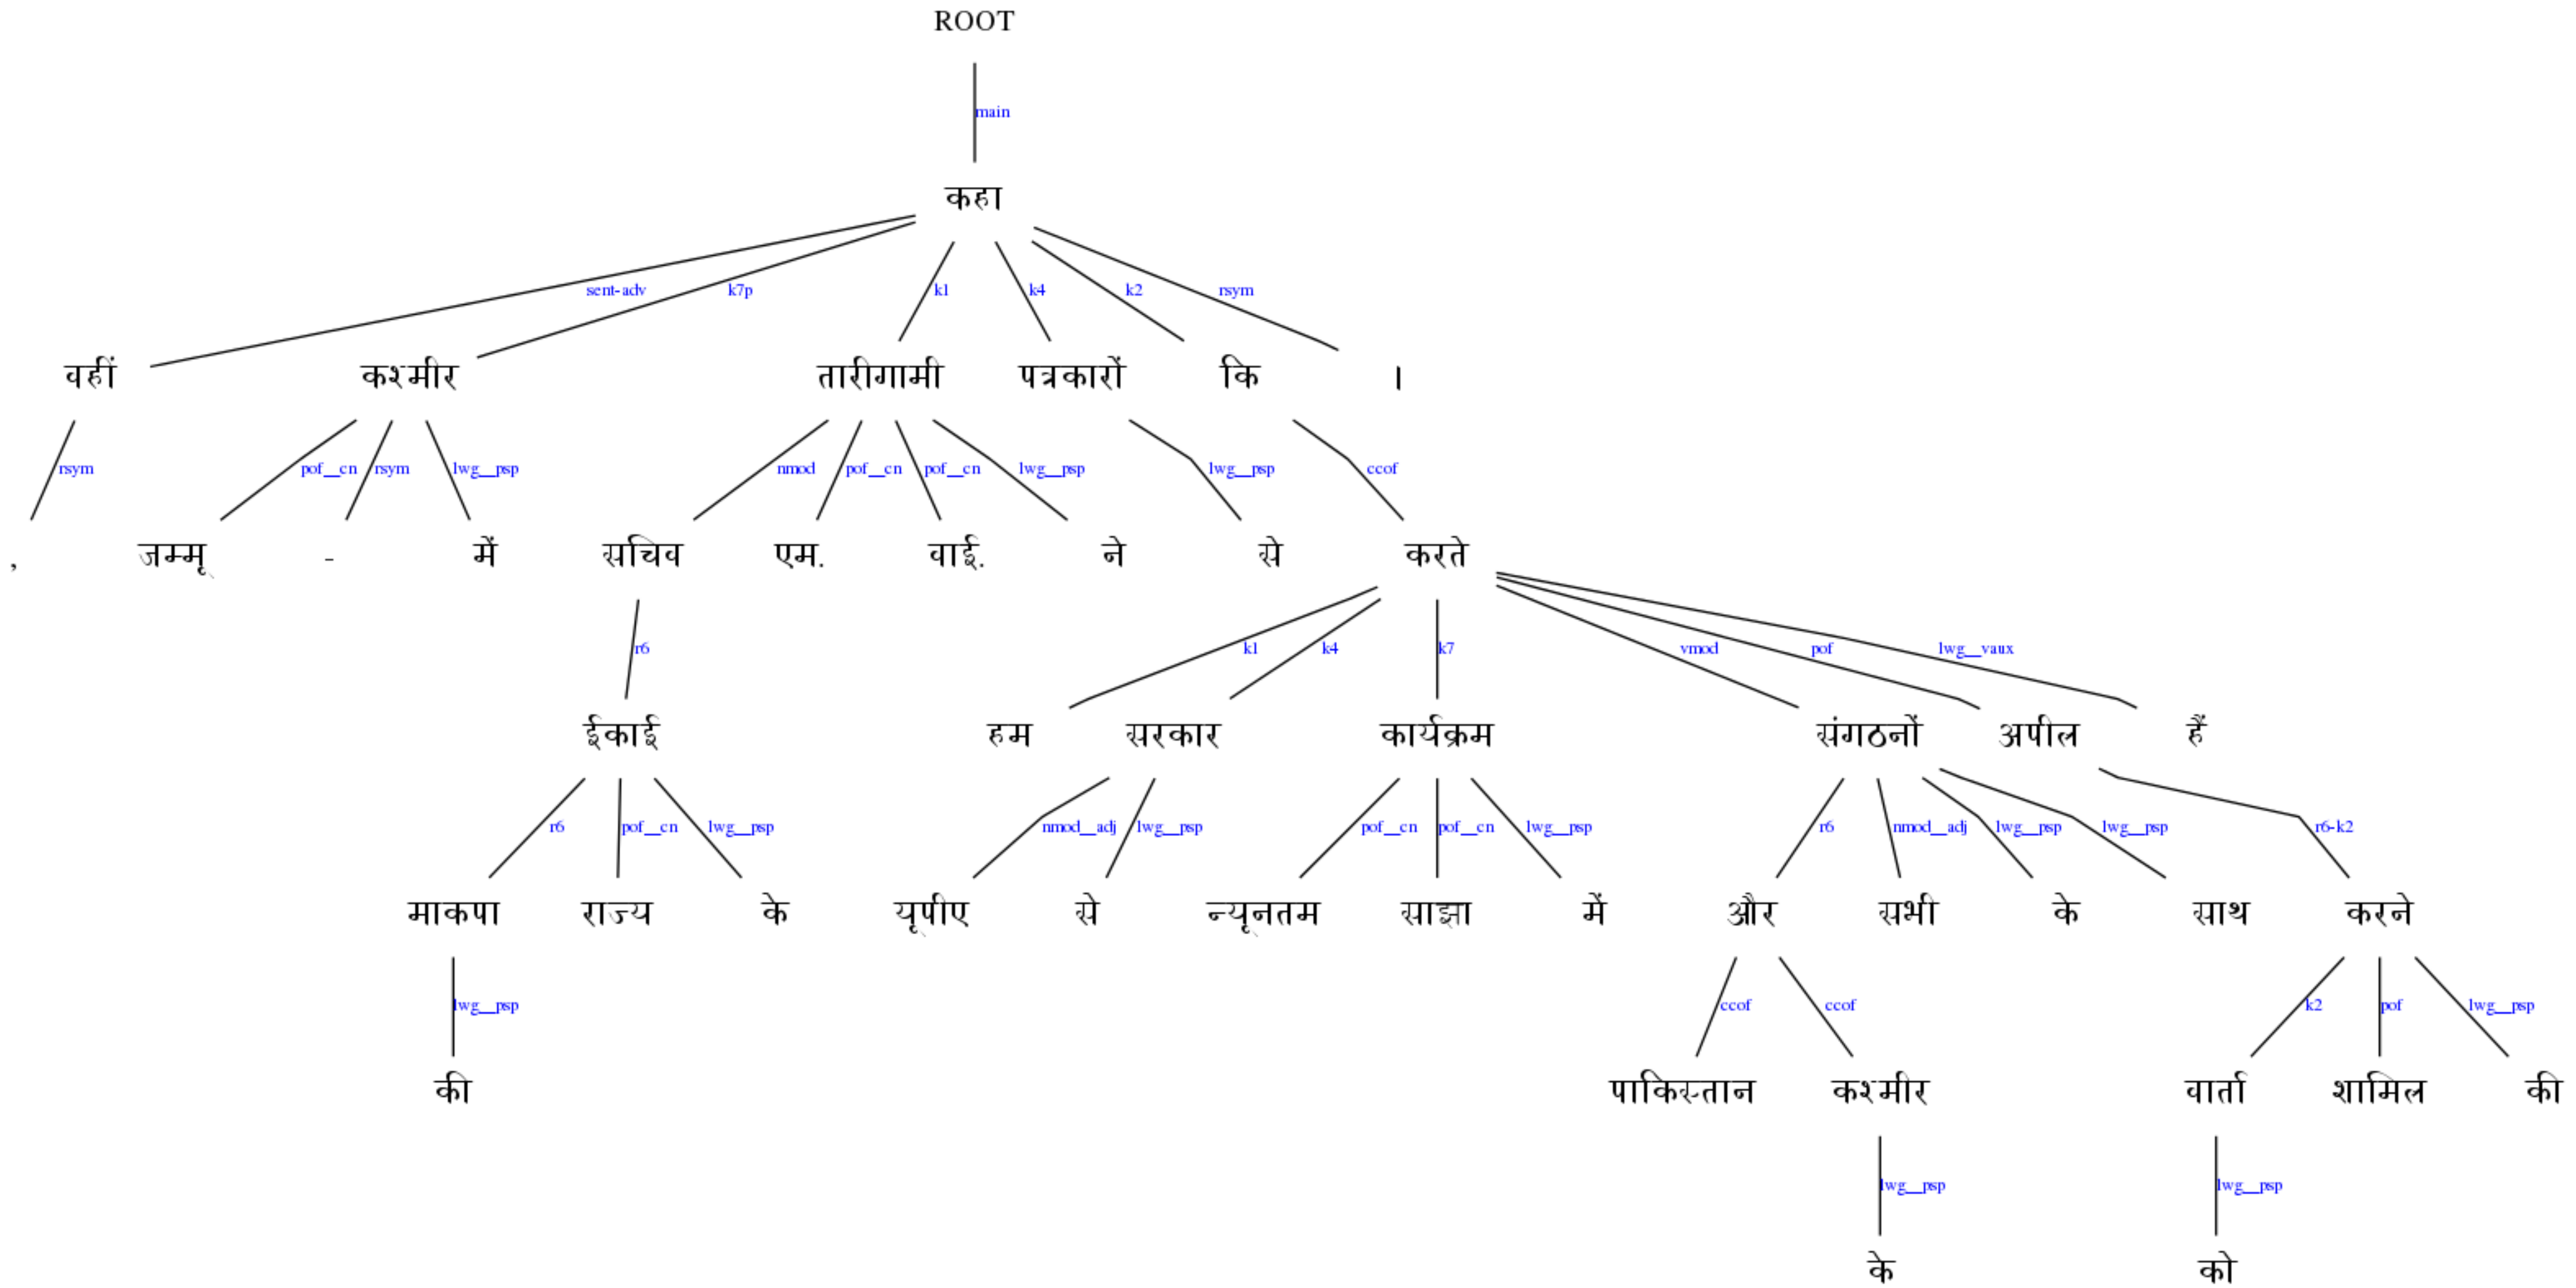 ROOT
main
कहा
sent-adv k7p k1 k4 k2 rsym
वहीं कश्मीर तारीगामी पत्रकारों कि ।
rsym pof__cn rsym lwg__psp nmod pof__cn pof__cn lwg__psp lwg__psp ccof
, जम्मू - में सचिव एम. वाई. ने से करते
r6 k1 k4 k7 vmod pof lwg__vaux
ईकाई हम सरकार कार्यक्रम संगठनों अपील हैं
r6 pof__cn lwg__psp nmod__adj lwg__psp pof__cn pof__cn lwg__psp r6 nmod__adj lwg__psp lwg__psp r6-k2
माकपा राज्य के यूपीए से न्यूनतम साझा में और सभी के साथ करने
lwg__psp ccof ccof k2 pof lwg__psp
की पाकिस्तान कश्मीर वार्ता शामिल की
lwg__psp lwg__psp
के को